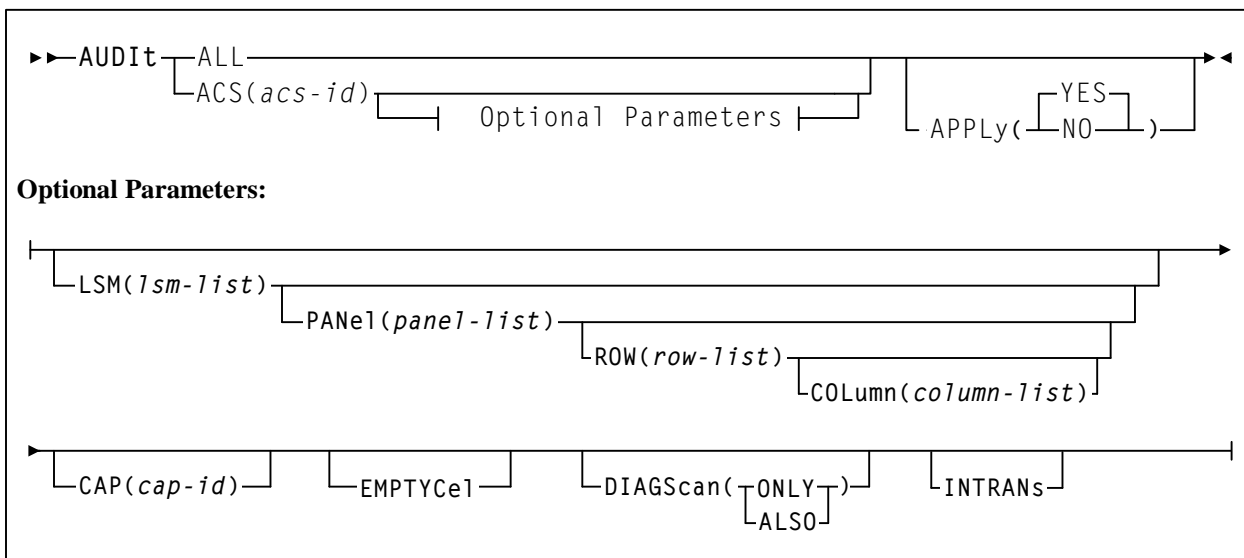 AUDIt ALL
ACS(acs-id)
Optional Parameters
APPLy( YES
NO )
Optional Parameters:
LSM(lsm-list)
PANel(panel-list)
ROW(row-list)
COLumn(column-list)
CAP(cap-id) EMPTYCel DIAGScan( ONLY ) INTRANs
ALSO